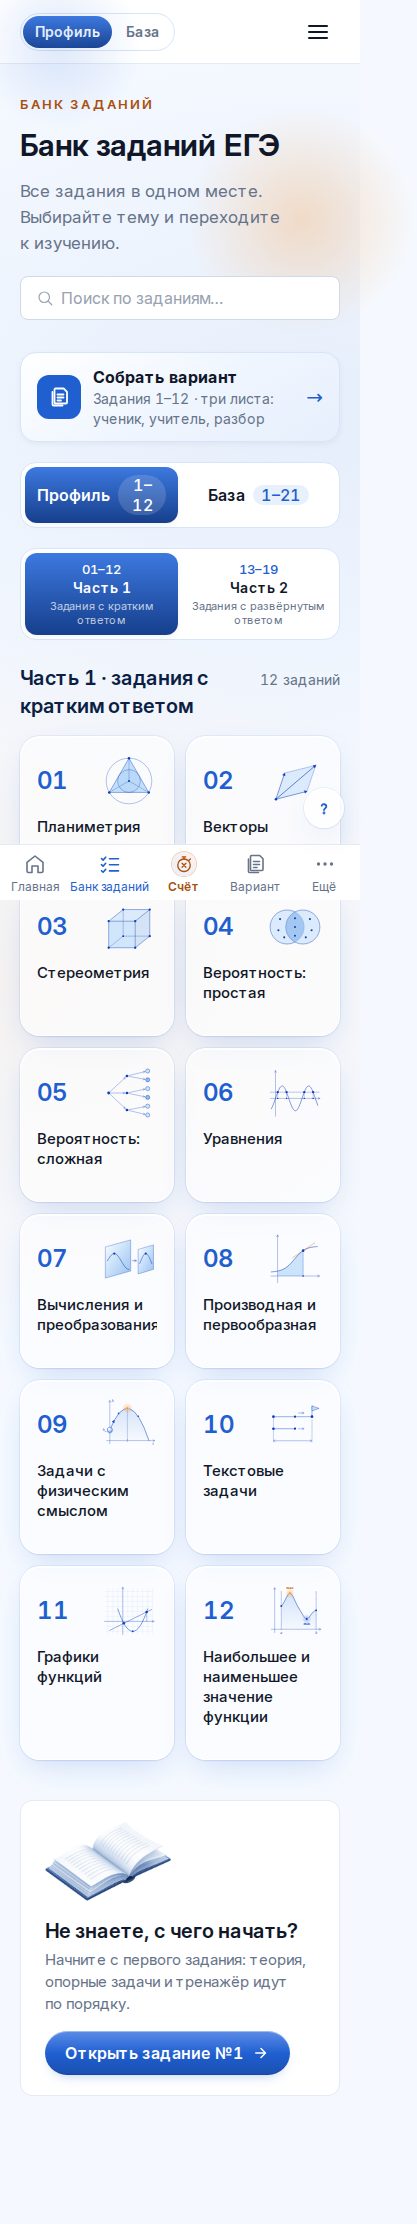 Профиль База
БАНК ЗАДАНИЙ
Банк заданий ЕГЭ
Все задания в одном месте.
Выбирайте тему и переходите
к изучению.
Поиск по заданиям...
Собрать вариант
Задания 1–12 · три листа:
ученик, учитель, разбор
→
Профиль 1–
12
База 1–21
01–12
Часть 1
Задания с кратким
ответом
13–19
Часть 2
Задания с развёрнутым
ответом
Часть 1 · задания с
кратким ответом
12 заданий
01
Планиметрия
02
Векторы
?
Главная Банк заданий Счёт Вариант Ещё
03
Стереометрия
04
Вероятность:
простая
05
Вероятность:
сложная
06
Уравнения
07
Вычисления и
преобразования
08
Производная и
первообразная
09
Задачи с
физическим
смыслом
10
Текстовые
задачи
11
Графики
функций
12
Наибольшее и
наименьшее
значение
функции
Не знаете, с чего начать?
Начните с первого задания: теория,
опорные задачи и тренажёр идут
по порядку.
Открыть задание №1 →